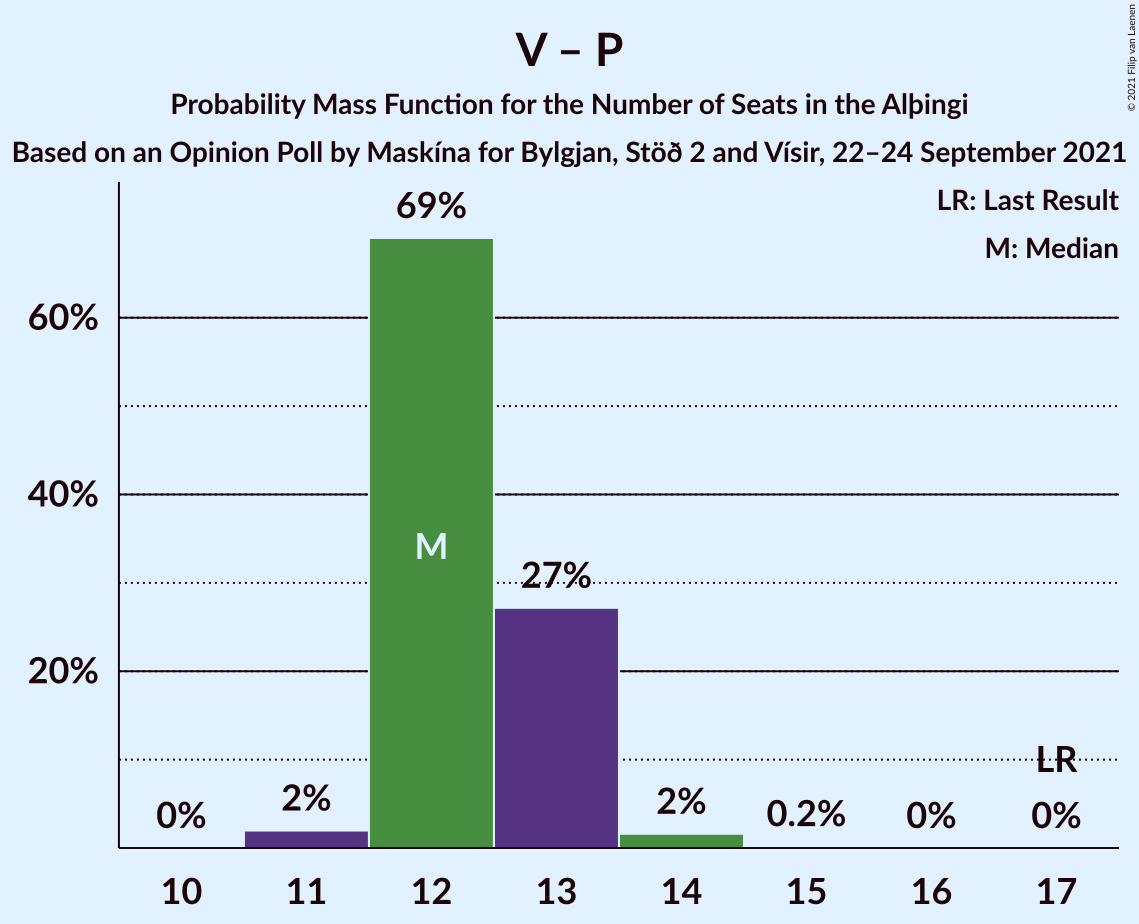 V – P
Probability Mass Function for the Number of Seats in the Alþingi
Based on an Opinion Poll by Maskína for Bylgjan, Stöð 2 and Vísir, 22–24 September 2021
© 2021 Filip van Laenen
LR: Last Result
M: Median
69%
60%
40%
M
27%
20%
LR
0%
2%
2%
0.2%
0%
0%
10 11 12 13 14 15 16 17